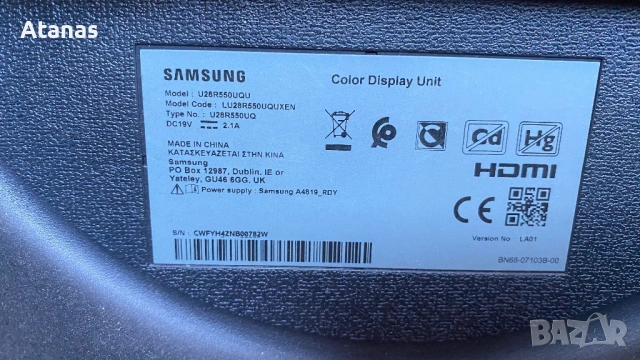 Atanas
SAMSUNG
Color Display Unit
Model : U28R550UQU
Model Code : LU28R550UQUXEN
Type No. : U28R550UQ
DC19V 2.1A
MADE IN CHINA
ΚΑΤΑΣΚΕΥΑΖΕΤΑΙ ΣΤΗΝ ΚΙΝΑ
Samsung
PO Box 12987, Dublin. IE or
Yateley, GU46 6GG. UK
Power supply : Samsung A4819_RDY
Cd
Hg
HDMI
CE
S/N : CWFYH4ZNB00782W
Version No LA01
BN68-07103B-00
BAZAR